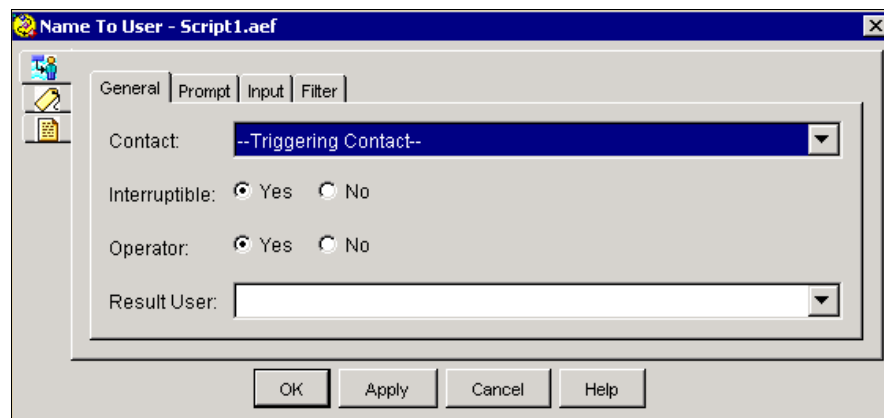 Name To User - Script1.aef
General Prompt Input Filter
Contact: --Triggering Contact--
Interruptible: Yes No
Operator: Yes No
Result User:
OK Apply Cancel Help